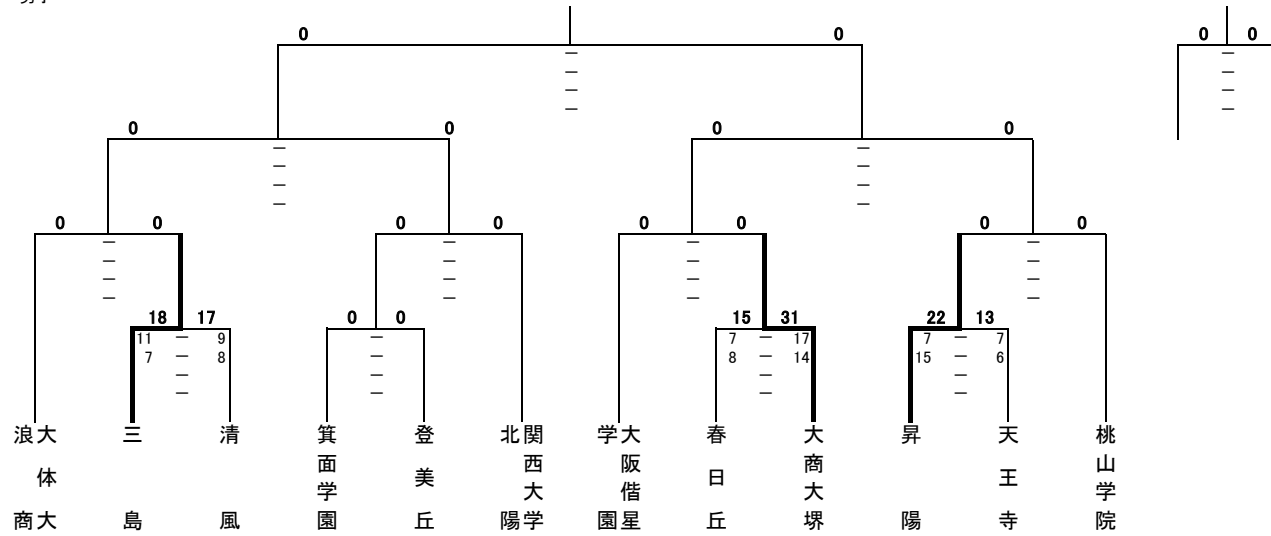 0 0 0 0
0 0 0 0
0 0 0 0 0 0 0 0
18 17 0 0 15 31 22 13
11 — 9 7 — 17 7 — 7
7 — 8 8 — 14 15 — 6
大体大浪商
三島
清風
箕面学園
登美丘
関西大学北陽
大阪偕星学園
春日丘
大商大堺
昇陽
天王寺
桃山学院